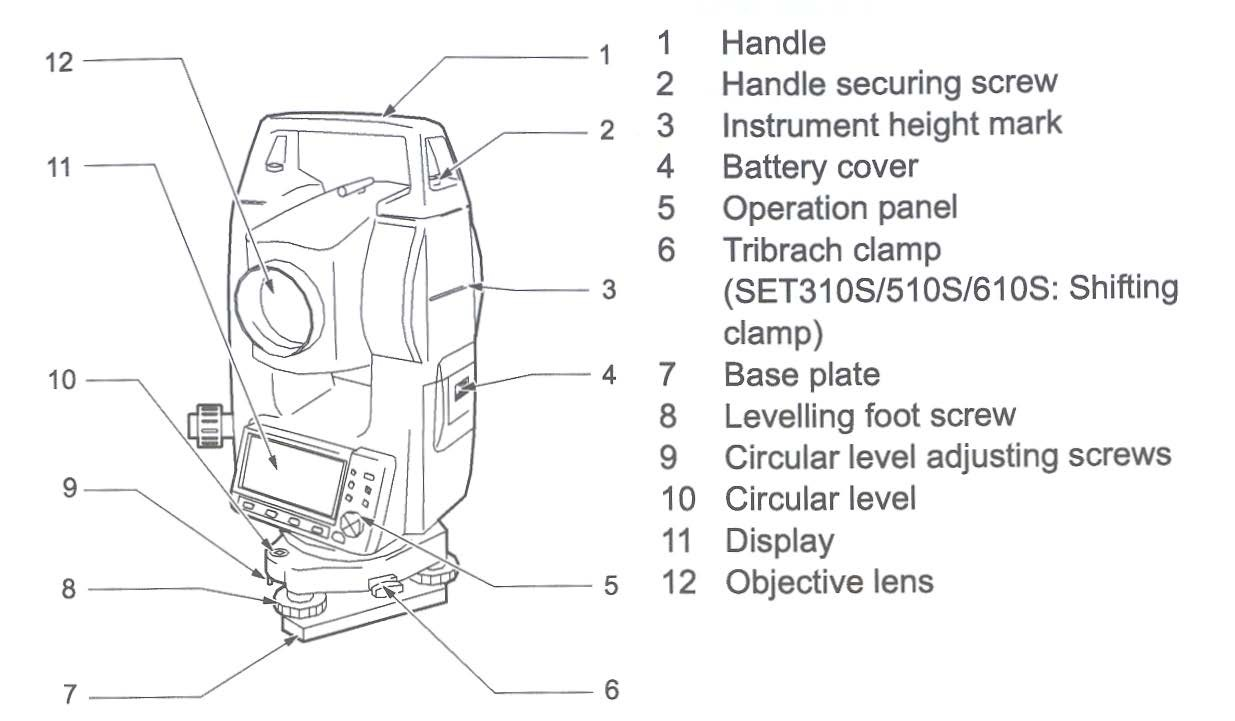 12
1
2
11
3
10
4
9
8
5
7
6
1 Handle
2 Handle securing screw
3 Instrument height mark
4 Battery cover
5 Operation panel
6 Tribrach clamp
(SET310S/510S/610S: Shifting
clamp)
7 Base plate
8 Levelling foot screw
9 Circular level adjusting screws
10 Circular level
11 Display
12 Objective lens